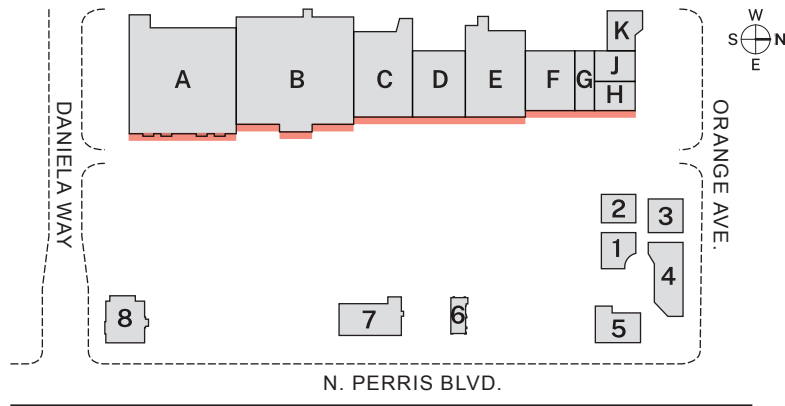 K
W
S N
E
A B C D E F G J
H
DANIELA WAY
ORANGE AVE.
2 3
1
4
8 7 6 5
N. PERRIS BLVD.